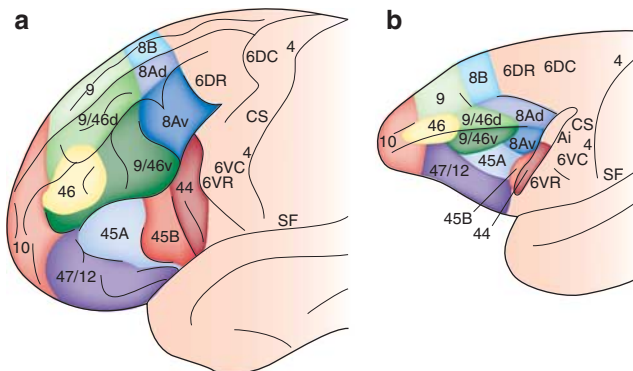 a
8B
4
6DC
8Ad
6DR
9
9/46d
8Av
CS
9/46v
4
46
44
6VC
6VR
SF
45A
45B
10
47/12
b
4
8B
6DR
6DC
9
9/46d
8Ad
CS
46
10
9/46v
8Av
Ai
4
45A
6VC
47/12
6VR
SF
45B
44